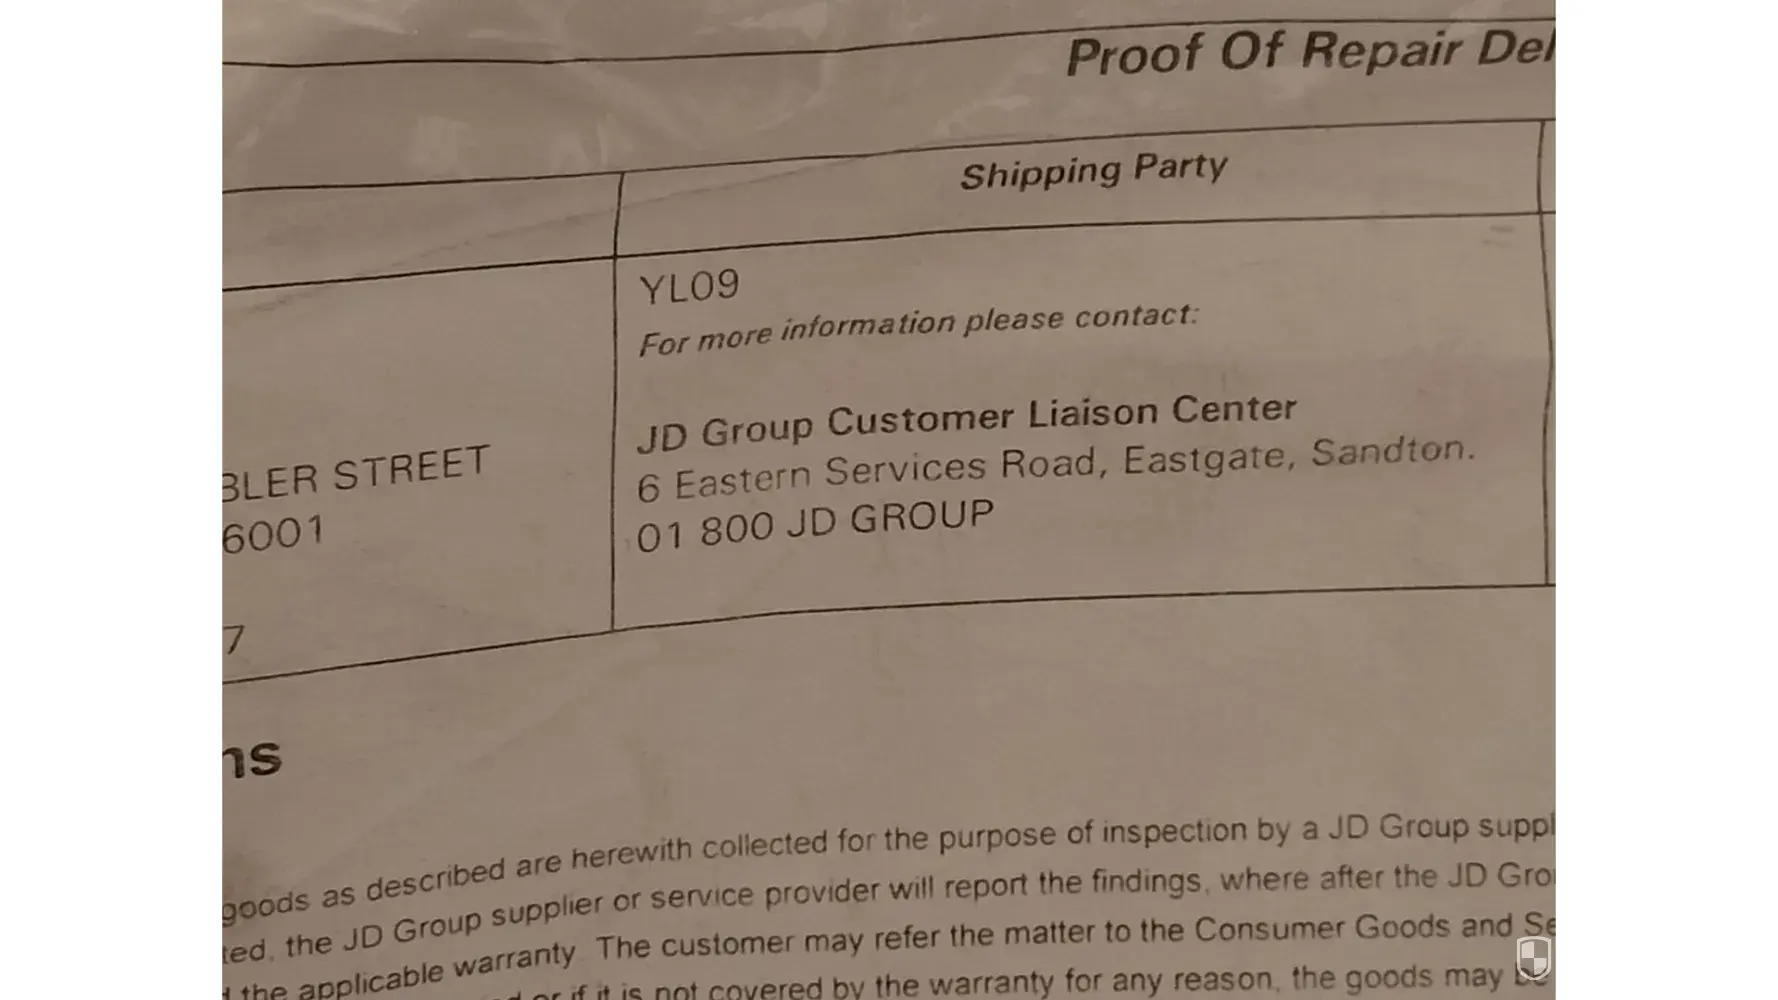 Proof Of Repair Del
Shipping Party
YL09
For more information please contact:
JD Group Customer Liaison Center
6 Eastern Services Road, Eastgate, Sandton.
01 800 JD GROUP
BLER STREET
6001
7
ns
goods as described are herewith collected for the purpose of inspection by a JD Group suppl
ted, the JD Group supplier or service provider will report the findings, where after the JD Gro
the applicable warranty. The customer may refer the matter to the Consumer Goods and Se
or if it is not covered by the warranty for any reason, the goods may be